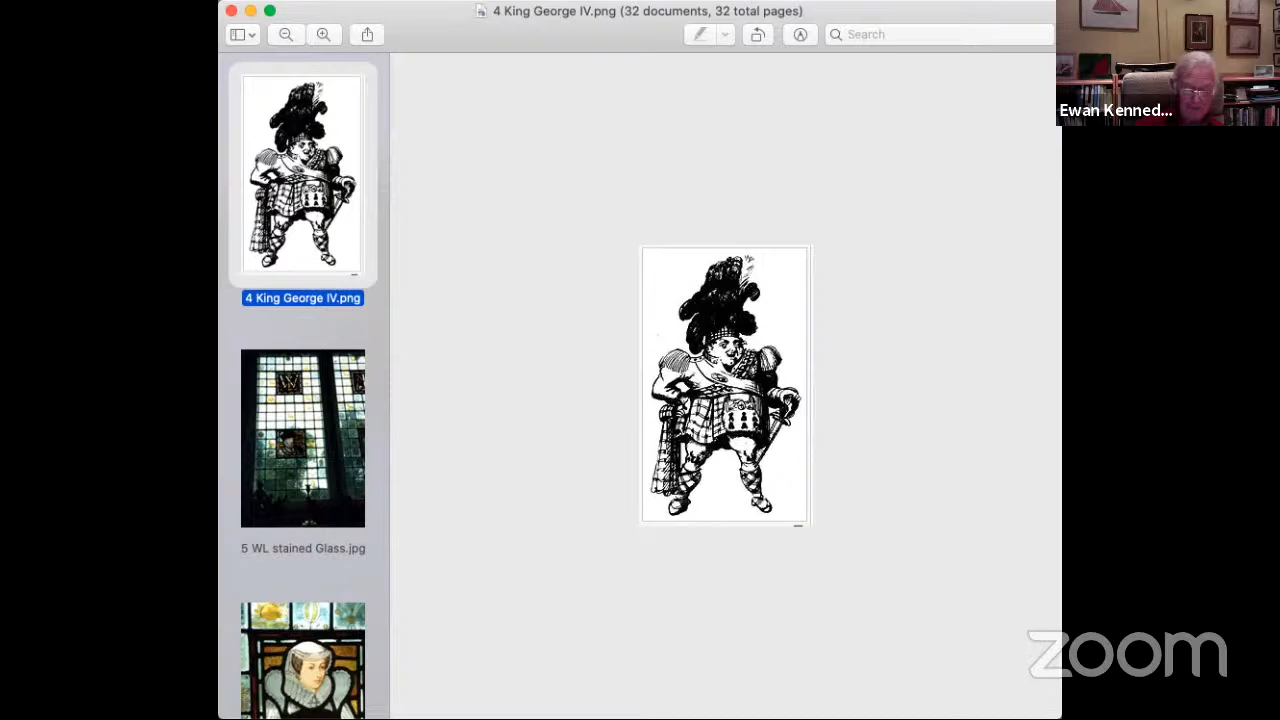 4 King George IV.png (32 documents, 32 total pages)
Search
Ewan Kenned...
4 King George IV.png
5 WL stained Glass.jpg
zoom